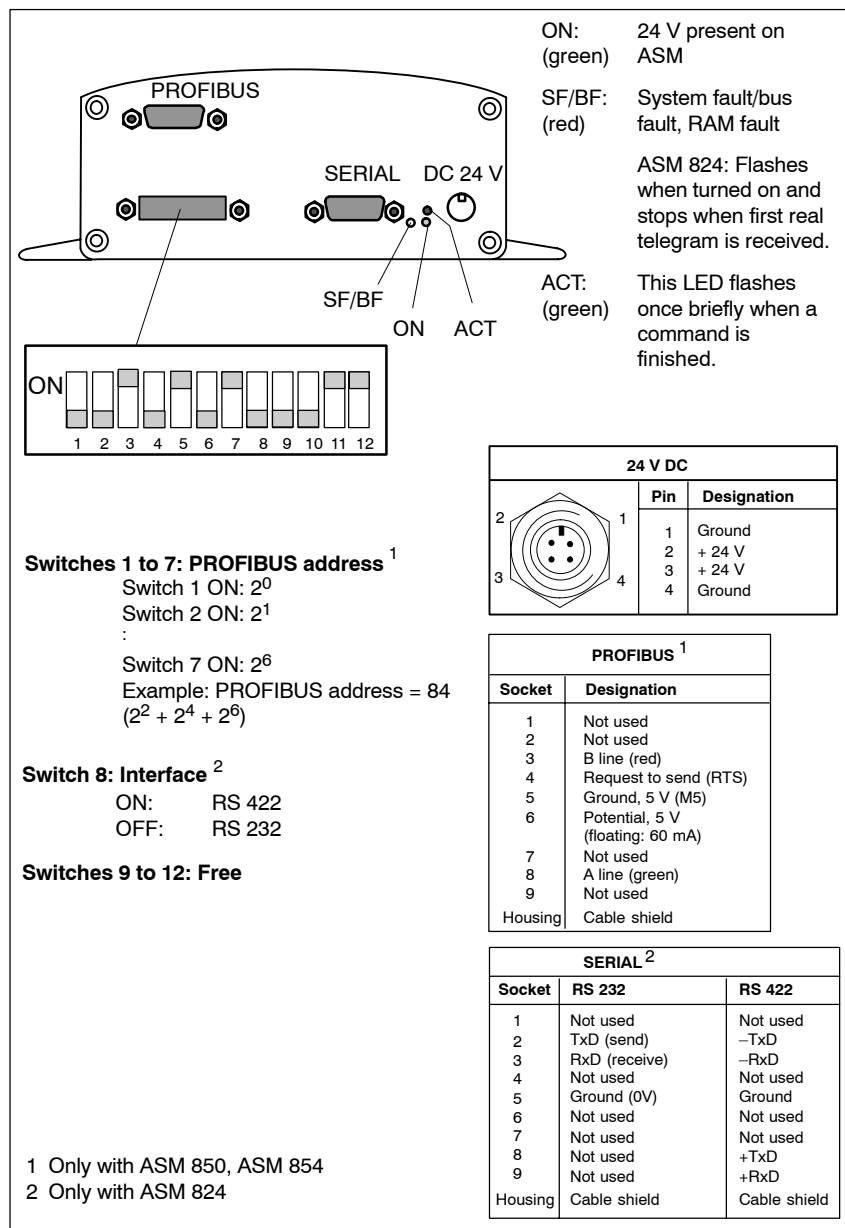 PROFIBUS
SERIAL DC 24 V
SF/BF
ON ACT
ON: 24 V present on
(green) ASM
SF/BF: System fault/bus
(red) fault, RAM fault
ASM 824: Flashes
when turned on and
stops when first real
telegram is received.
ACT: This LED flashes
(green) once briefly when a
command is
finished.
ON
1 2 3 4 5 6 7 8 9 10 11 12
Switches 1 to 7: PROFIBUS address 1
Switch 1 ON: 2^0
Switch 2 ON: 2^1
:
Switch 7 ON: 2^6
Example: PROFIBUS address = 84
(2^2 + 2^4 + 2^6)
Switch 8: Interface 2
ON: RS 422
OFF: RS 232
Switches 9 to 12: Free
24 V DC
Pin Designation
2 1
3 4
1 Ground
2 + 24 V
3 + 24 V
4 Ground
PROFIBUS 1
Socket Designation
1 Not used
2 Not used
3 B line (red)
4 Request to send (RTS)
5 Ground, 5 V (M5)
6 Potential, 5 V
(floating: 60 mA)
7 Not used
8 A line (green)
9 Not used
Housing Cable shield
SERIAL 2
Socket RS 232 RS 422
1 Not used Not used
2 TxD (send) –TxD
3 RxD (receive) –RxD
4 Not used Not used
5 Ground (0V) Ground
6 Not used Not used
7 Not used Not used
8 Not used +TxD
9 Not used +RxD
Housing Cable shield Cable shield
1 Only with ASM 850, ASM 854
2 Only with ASM 824